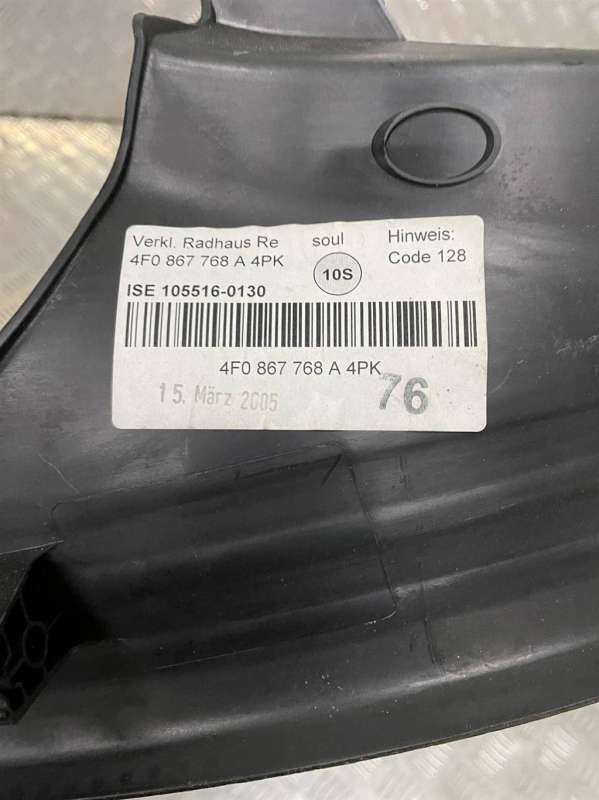 Verkl. Radhaus Re soul Hinweis:
4F0 867 768 A 4PK 10S Code 128
ISE 105516-0130
4F0 867 768 A 4PK
15. März 2005 76